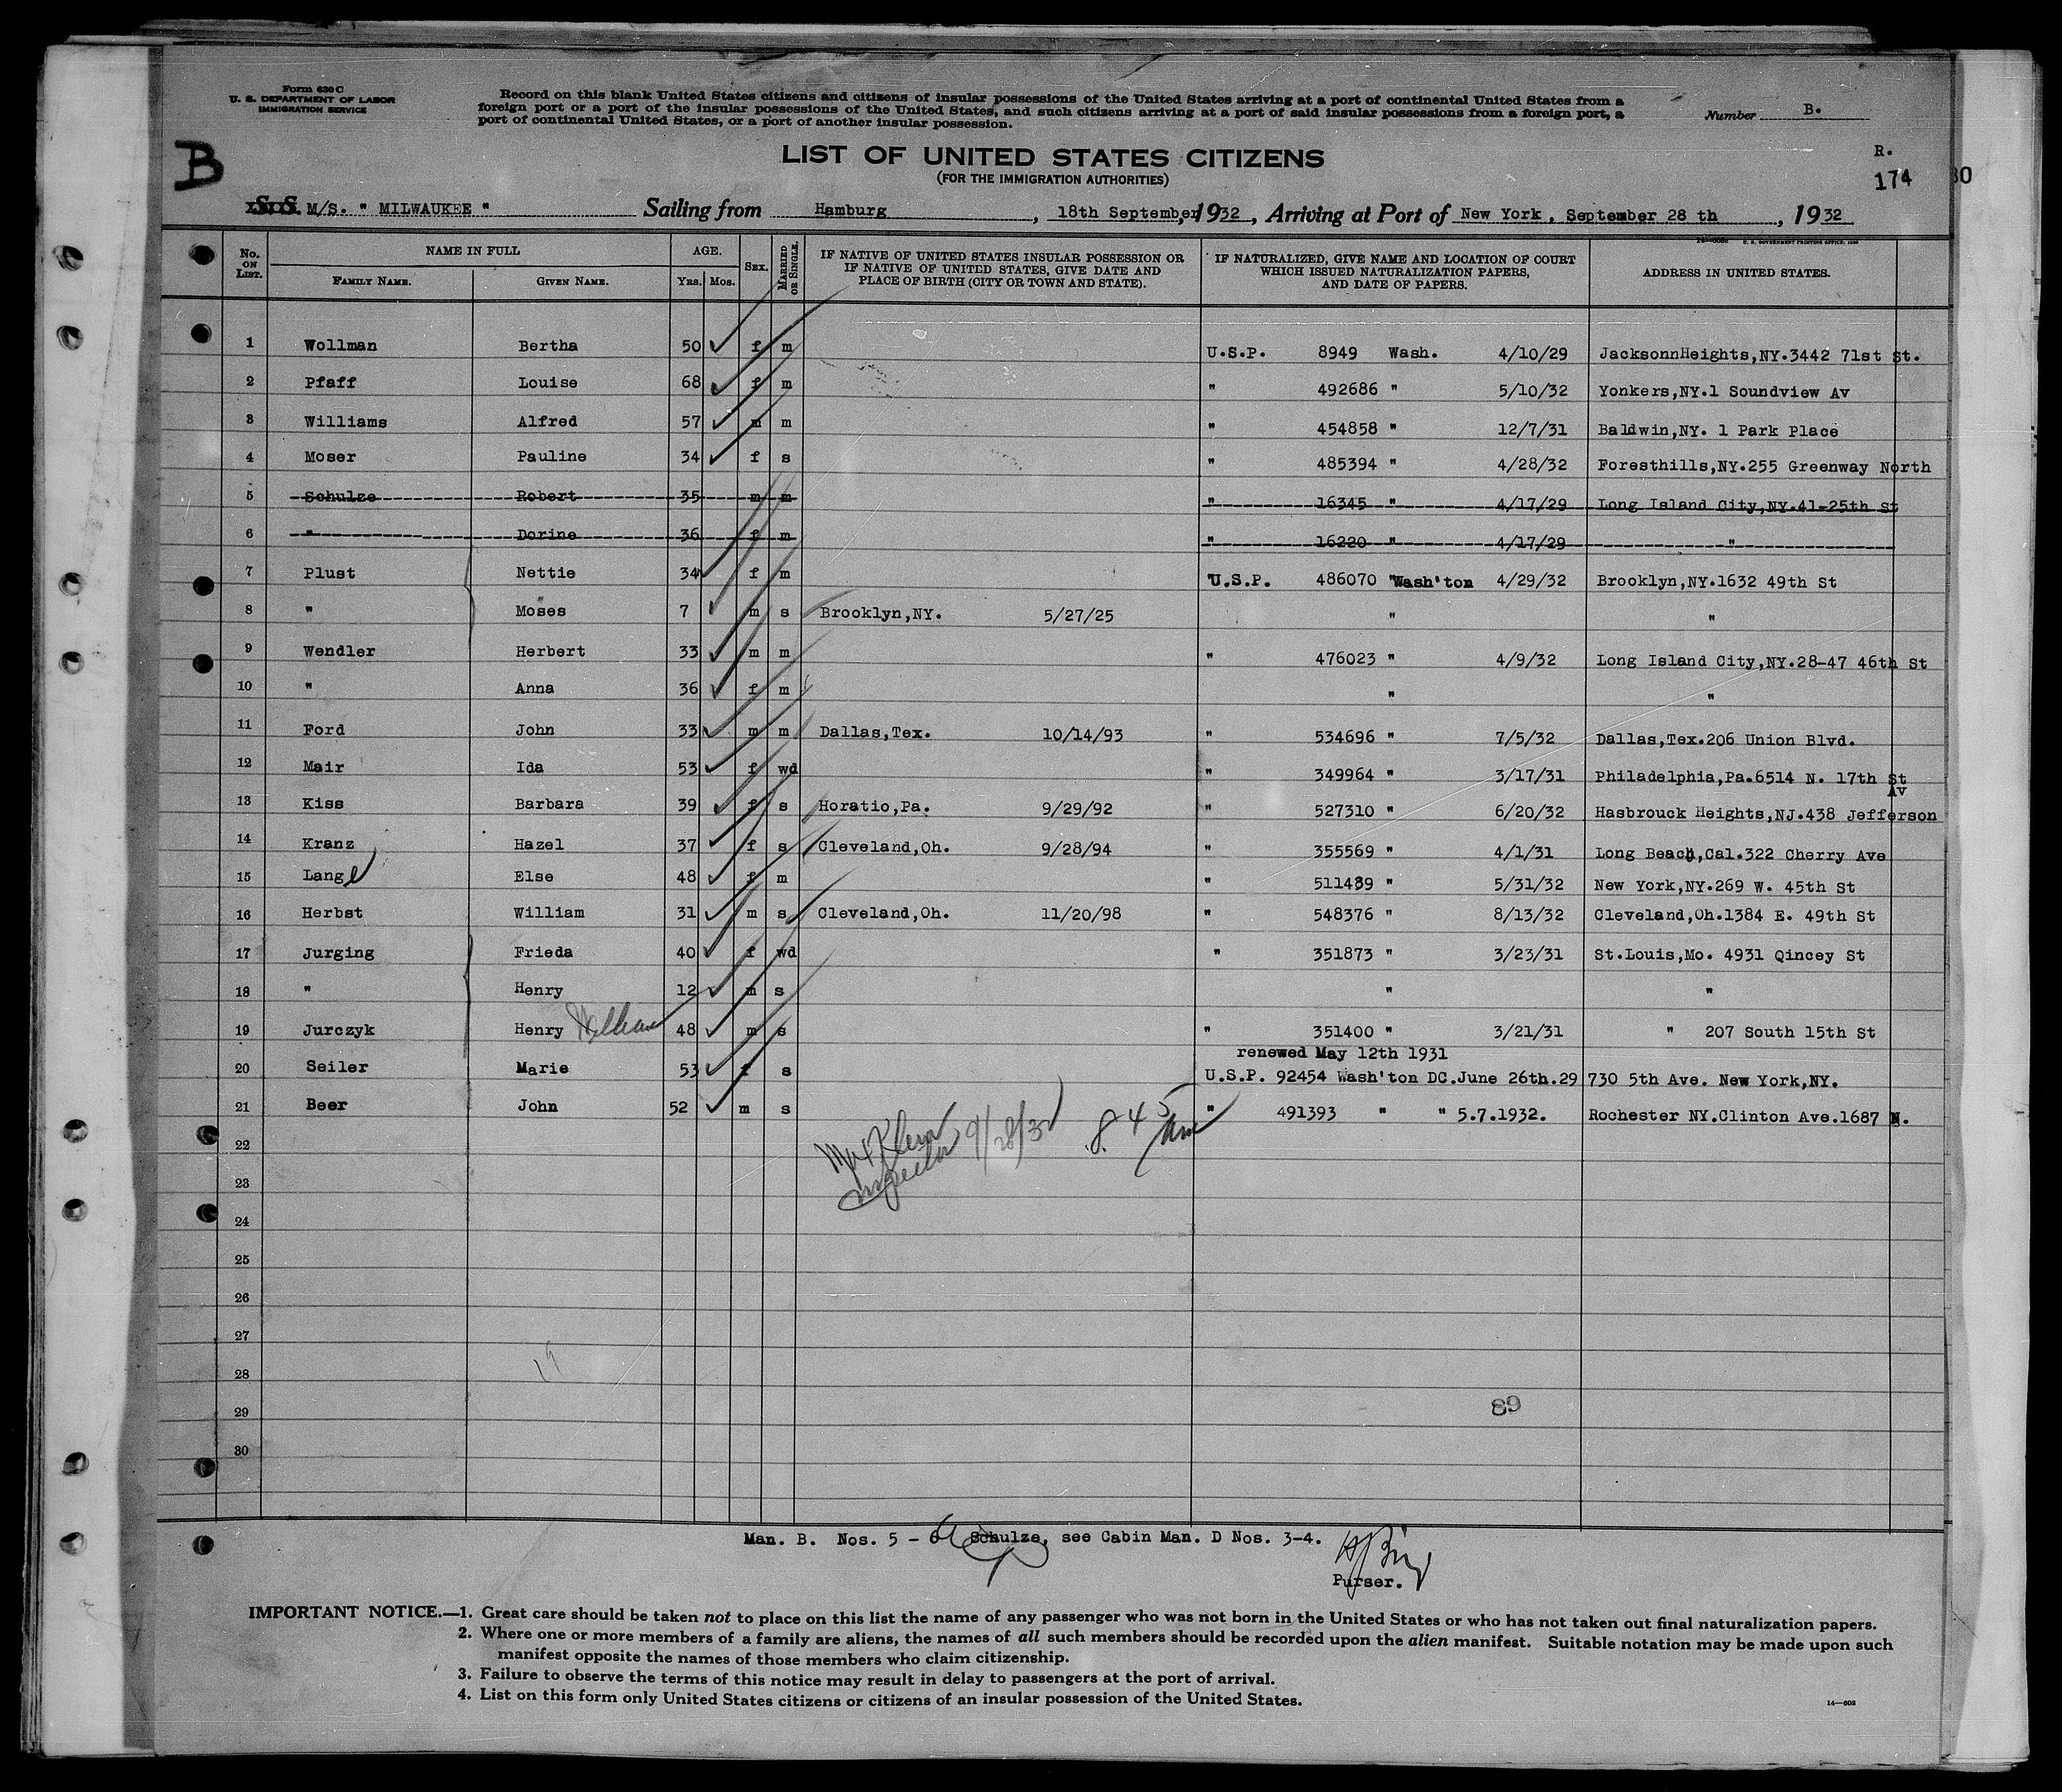 Form 630 C
U. S. DEPARTMENT OF LABOR
IMMIGRATION SERVICE
Record on this blank United States citizens and citizens of insular possessions of the United States arriving at a port of continental United States from a
foreign port or a port of the insular possessions of the United States, and such citizens arriving at a port of said insular possessions from a foreign port, a
port of continental United States, or a port of another insular possession.
Number B.
B
LIST OF UNITED STATES CITIZENS
(FOR THE IMMIGRATION AUTHORITIES)
R.
174
30
S.S. M/S. " MILWAUKEE " Sailing from Hamburg, 18th September, 1932, Arriving at Port of New York, September 28 th, 1932
No. ON LIST. NAME IN FULL AGE. SEX. MARRIED OR SINGLE. IF NATIVE OF UNITED STATES INSULAR POSSESSION OR IF NATIVE OF UNITED STATES, GIVE DATE AND PLACE OF BIRTH (CITY OR TOWN AND STATE). IF NATURALIZED, GIVE NAME AND LOCATION OF COURT WHICH ISSUED NATURALIZATION PAPERS, AND DATE OF PAPERS. ADDRESS IN UNITED STATES.
FAMILY NAME. GIVEN NAME. YRS. MOS.
1 Wollman Bertha 50 f m U.S.P. 8949 Wash. 4/10/29 JacksonnHeights,NY.3442 71st St.
2 Pfaff Louise 68 f m " 492686 " 5/10/32 Yonkers,NY.1 Soundview Av
3 Williams Alfred 57 m m " 454858 " 12/7/31 Baldwin,NY. 1 Park Place
4 Moser Pauline 34 f s " 485394 " 4/28/32 Foresthills,NY.255 Greenway North
5 Schulze Robert 35 m m " 16345 " 4/17/29 Long Island City,NY.41-25th St
6 " Dorine 36 f m " 16220 " 4/17/29 "
7 Plust Nettie 34 f m U.S.P. 486070 Wash'ton 4/29/32 Brooklyn,NY.1632 49th St
8 " Moses 7 m s Brooklyn,NY. 5/27/25 " "
9 Wendler Herbert 33 m m " 476023 " 4/9/32 Long Island City,NY.28-47 46th St
10 " Anna 36 f m " "
11 Ford John 33 m m Dallas,Tex. 10/14/93 " 534696 " 7/5/32 Dallas,Tex.206 Union Blvd.
12 Mair Ida 53 f wd " 349964 " 3/17/31 Philadelphia,Pa.6514 N. 17th St
13 Kiss Barbara 39 f s Horatio,Pa. 9/29/92 " 527310 " 6/20/32 Hasbrouck Heights,NJ.438 Jefferson Av
14 Kranz Hazel 37 f s Cleveland,Oh. 9/28/94 " 355569 " 4/1/31 Long Beach,Cal.322 Cherry Ave
15 Lange Else 48 f m " 511489 " 5/31/32 New York,NY.269 W. 45th St
16 Herbst William 31 m s Cleveland,Oh. 11/20/98 " 548376 " 8/13/32 Cleveland,Oh.1384 E. 49th St
17 Jurging Frieda 40 f wd " 351873 " 3/23/31 St.Louis,Mo. 4931 Qincey St
18 " Henry 12 m s " "
19 Jurczyk Henry William 48 m s " 351400 " 3/21/31 " 207 South 15th St
renewed May 12th 1931
20 Seiler Marie 53 f s U.S.P. 92454 Wash'ton DC.June 26th.29 730 5th Ave. New York,NY.
21 Beer John 52 m s " 491393 " " 5.7.1932. Rochester NY.Clinton Ave.1687 N.
22
Max Klein 9/28/32 8 45 am
Inspector
23
24
25
26
27
28
19
29
89
30
Man. B. Nos. 5 - 6 Schulze, see Cabin Man. D Nos. 3-4.
Purser.
IMPORTANT NOTICE.—1. Great care should be taken not to place on this list the name of any passenger who was not born in the United States or who has not taken out final naturalization papers.
2. Where one or more members of a family are aliens, the names of all such members should be recorded upon the alien manifest. Suitable notation may be made upon such
manifest opposite the names of those members who claim citizenship.
3. Failure to observe the terms of this notice may result in delay to passengers at the port of arrival.
4. List on this form only United States citizens or citizens of an insular possession of the United States.
14—608